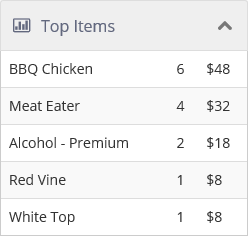 Top Items
BBQ Chicken 6 $48
Meat Eater 4 $32
Alcohol - Premium 2 $18
Red Vine 1 $8
White Top 1 $8